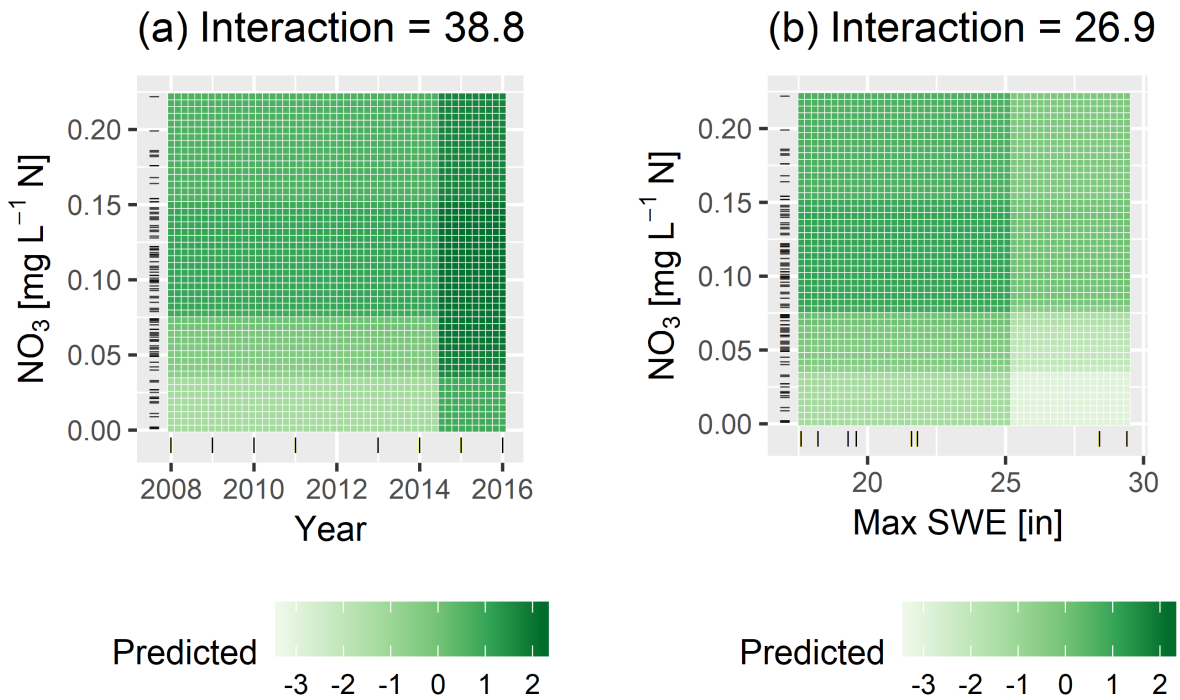 (a) Interaction = 38.8
NO₃ [mg L⁻¹ N]
0.20
0.15
0.10
0.05
0.00
2008 2010 2012 2014 2016
Year
Predicted
-3 -2 -1 0 1 2
(b) Interaction = 26.9
NO₃ [mg L⁻¹ N]
0.20
0.15
0.10
0.05
0.00
20 25 30
Max SWE [in]
Predicted
-3 -2 -1 0 1 2